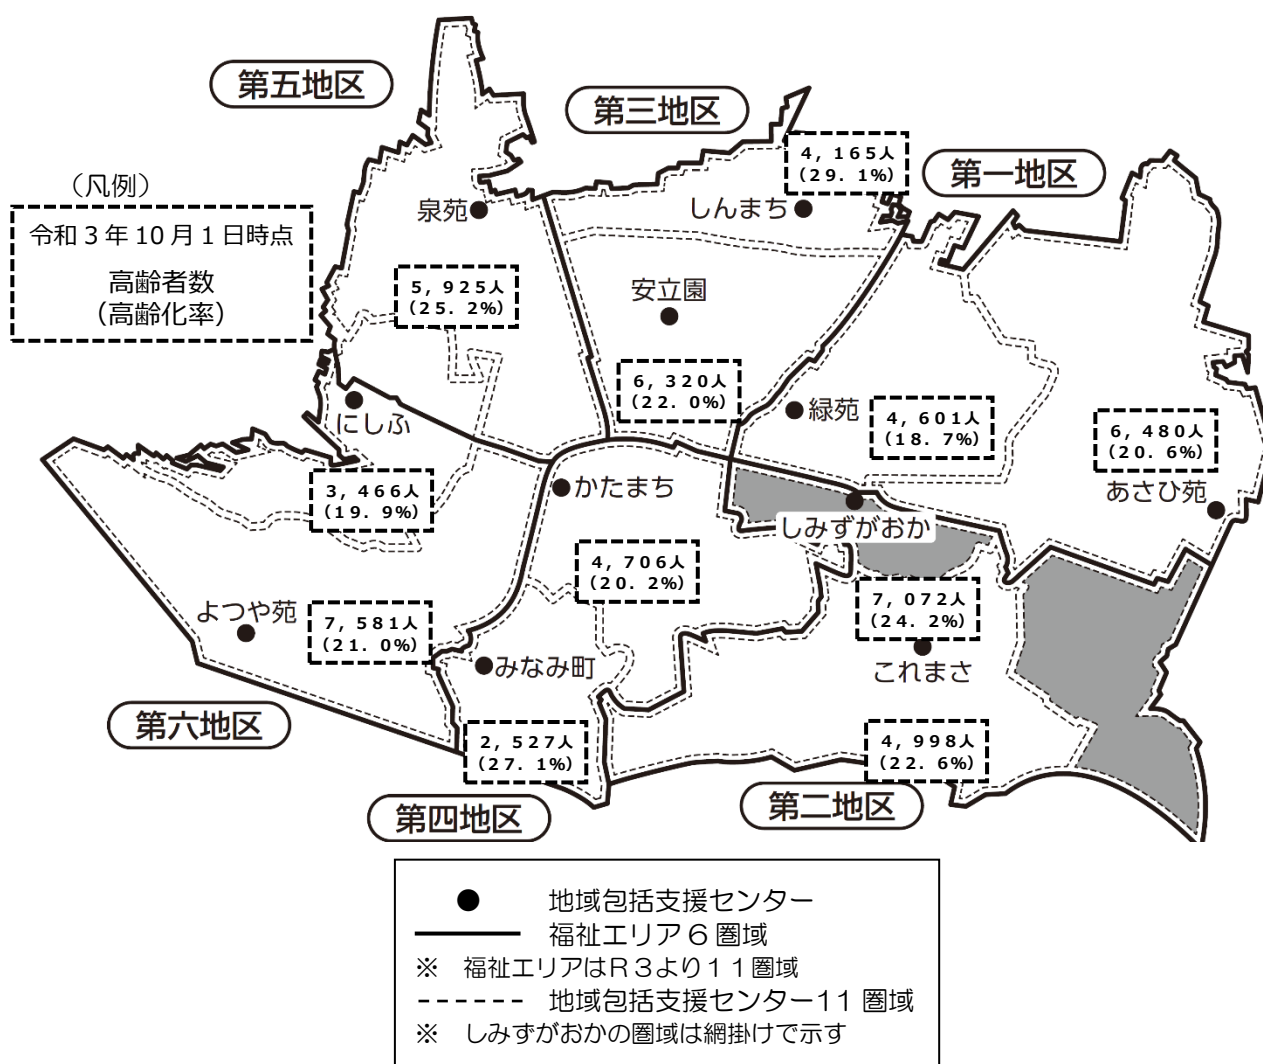 第五地区
第三地区
4,165人
(29.1%)
第一地区
(凡例)
令和3年10月1日時点
高齢者数
(高齢化率)
泉苑
しんまち
5,925人
(25.2%)
安立園
6,320人
(22.0%)
にしふ
緑苑
4,601人
(18.7%)
6,480人
(20.6%)
あさひ苑
3,466人
(19.9%)
かたまち
しみずがおか
4,706人
(20.2%)
よつや苑
7,581人
(21.0%)
7,072人
(24.2%)
みなみ町
これまさ
第六地区
2,527人
(27.1%)
4,998人
(22.6%)
第四地区
第二地区
地域包括支援センター
福祉エリア6圏域
※ 福祉エリアはR3より11圏域
地域包括支援センター11圏域
※ しみずがおかの圏域は網掛けで示す